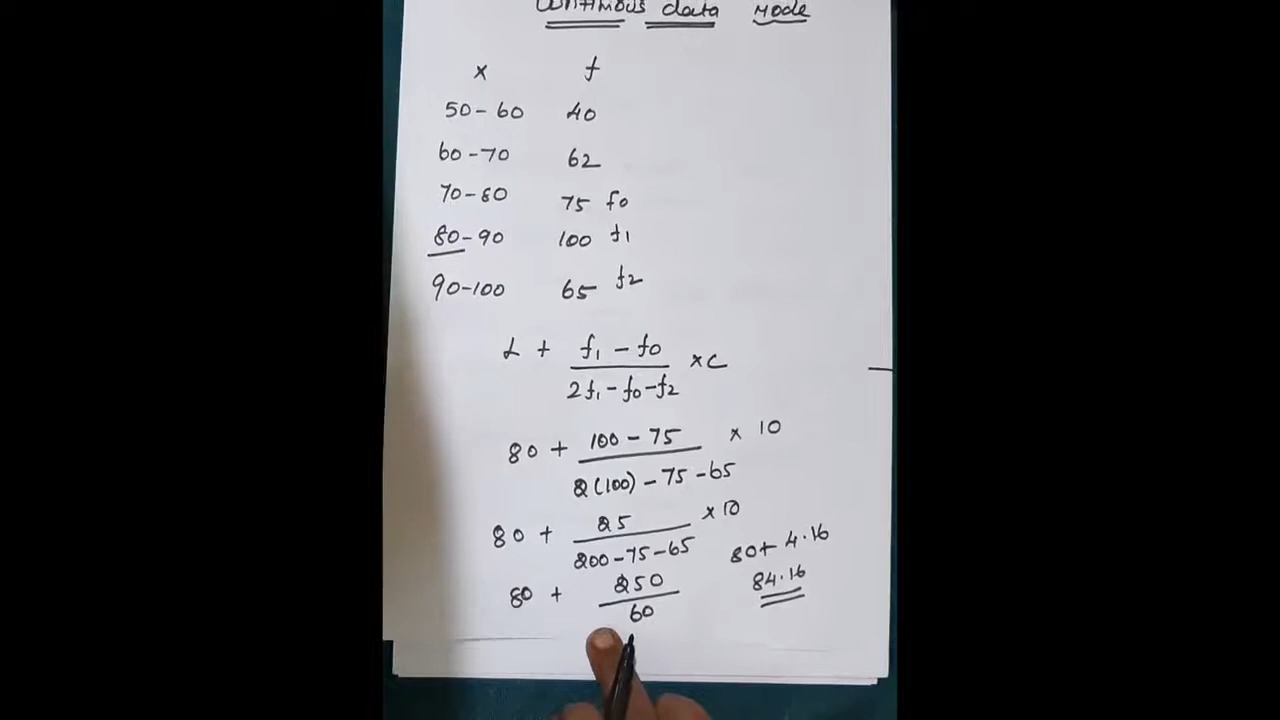 Continuous data mode
x f
50-60 40
60-70 62
70-80 75 f0
80-90 100 f1
90-100 65 f2
L + f1 - f0 / 2f1 - f0 - f2 × C
80 + 100 - 75 / 2(100) - 75 - 65 × 10
80 + 25 / 200 - 75 - 65 × 10
80 + 250 / 60
80 + 4.16
84.16